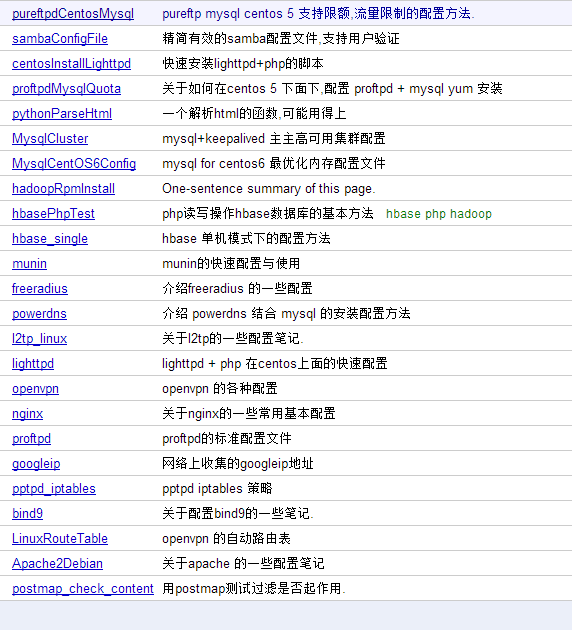 pureftpdCentosMysql pureftp mysql centos 5 支持限额,流量限制的配置方法.
sambaConfigFile 精简有效的samba配置文件,支持用户验证
centosInstallLighttpd 快速安装lighttpd+php的脚本
proftpdMysqlQuota 关于如何在centos 5 下面下,配置 proftpd + mysql yum 安装
pythonParseHtml 一个解析html的函数,可能用得上
MysqlCluster mysql+keepalived 主主高可用集群配置
MysqlCentOS6Config mysql for centos6 最优化内存配置文件
hadoopRpmInstall One-sentence summary of this page.
hbasePhpTest php读写操作hbase数据库的基本方法 hbase php hadoop
hbase_single hbase 单机模式下的配置方法
munin munin的快速配置与使用
freeradius 介绍freeradius 的一些配置
powerdns 介绍 powerdns 结合 mysql 的安装配置方法
l2tp_linux 关于l2tp的一些配置笔记.
lighttpd lighttpd + php 在centos上面的快速配置
openvpn openvpn 的各种配置
nginx 关于nginx的一些常用基本配置
proftpd proftpd的标准配置文件
googleip 网络上收集的googleip地址
pptpd_iptables pptpd iptables 策略
bind9 关于配置bind9的一些笔记.
LinuxRouteTable openvpn 的自动路由表
Apache2Debian 关于apache 的一些配置笔记
postmap_check_content 用postmap测试过滤是否起作用.